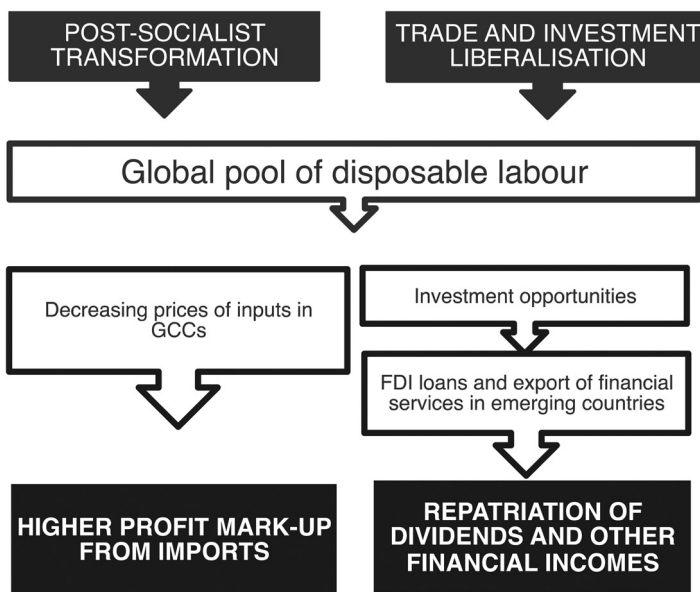 POST-SOCIALIST
TRANSFORMATION
TRADE AND INVESTMENT
LIBERALISATION
Global pool of disposable labour
Decreasing prices of inputs in
GCCs
Investment opportunities
FDI loans and export of financial
services in emerging countries
HIGHER PROFIT MARK-UP
FROM IMPORTS
REPATRIATION OF
DIVIDENDS AND OTHER
FINANCIAL INCOMES